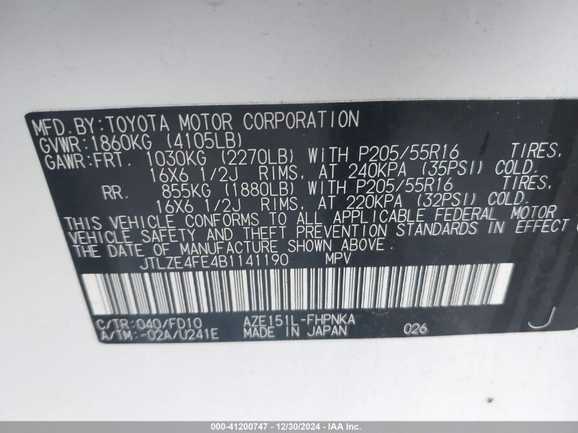 MFD.BY:TOYOTA MOTOR CORPORATION
GVWR:1860KG (4105LB)
GAWR:FRT. 1030KG (2270LB) WITH P205/55R16 TIRES,
16X6 1/2J RIMS, AT 240KPA (35PSI) COLD.
RR. 855KG (1880LB) WITH P205/55R16 TIRES,
16X6 1/2J RIMS, AT 220KPA (32PSI) COLD.
THIS VEHICLE CONFORMS TO ALL APPLICABLE FEDERAL MOTOR
VEHICLE SAFETY AND THEFT PREVENTION STANDARDS IN EFFECT ON
THE DATE OF MANUFACTURE SHOWN ABOVE.
JTLZE4FE4B1141190 MPV
C/TR:040/FD10 AZE151L-FHPNKA
A/TM:-02A/U241E MADE IN JAPAN 026 J
000-41200747 - 12/30/2024 - IAA Inc.